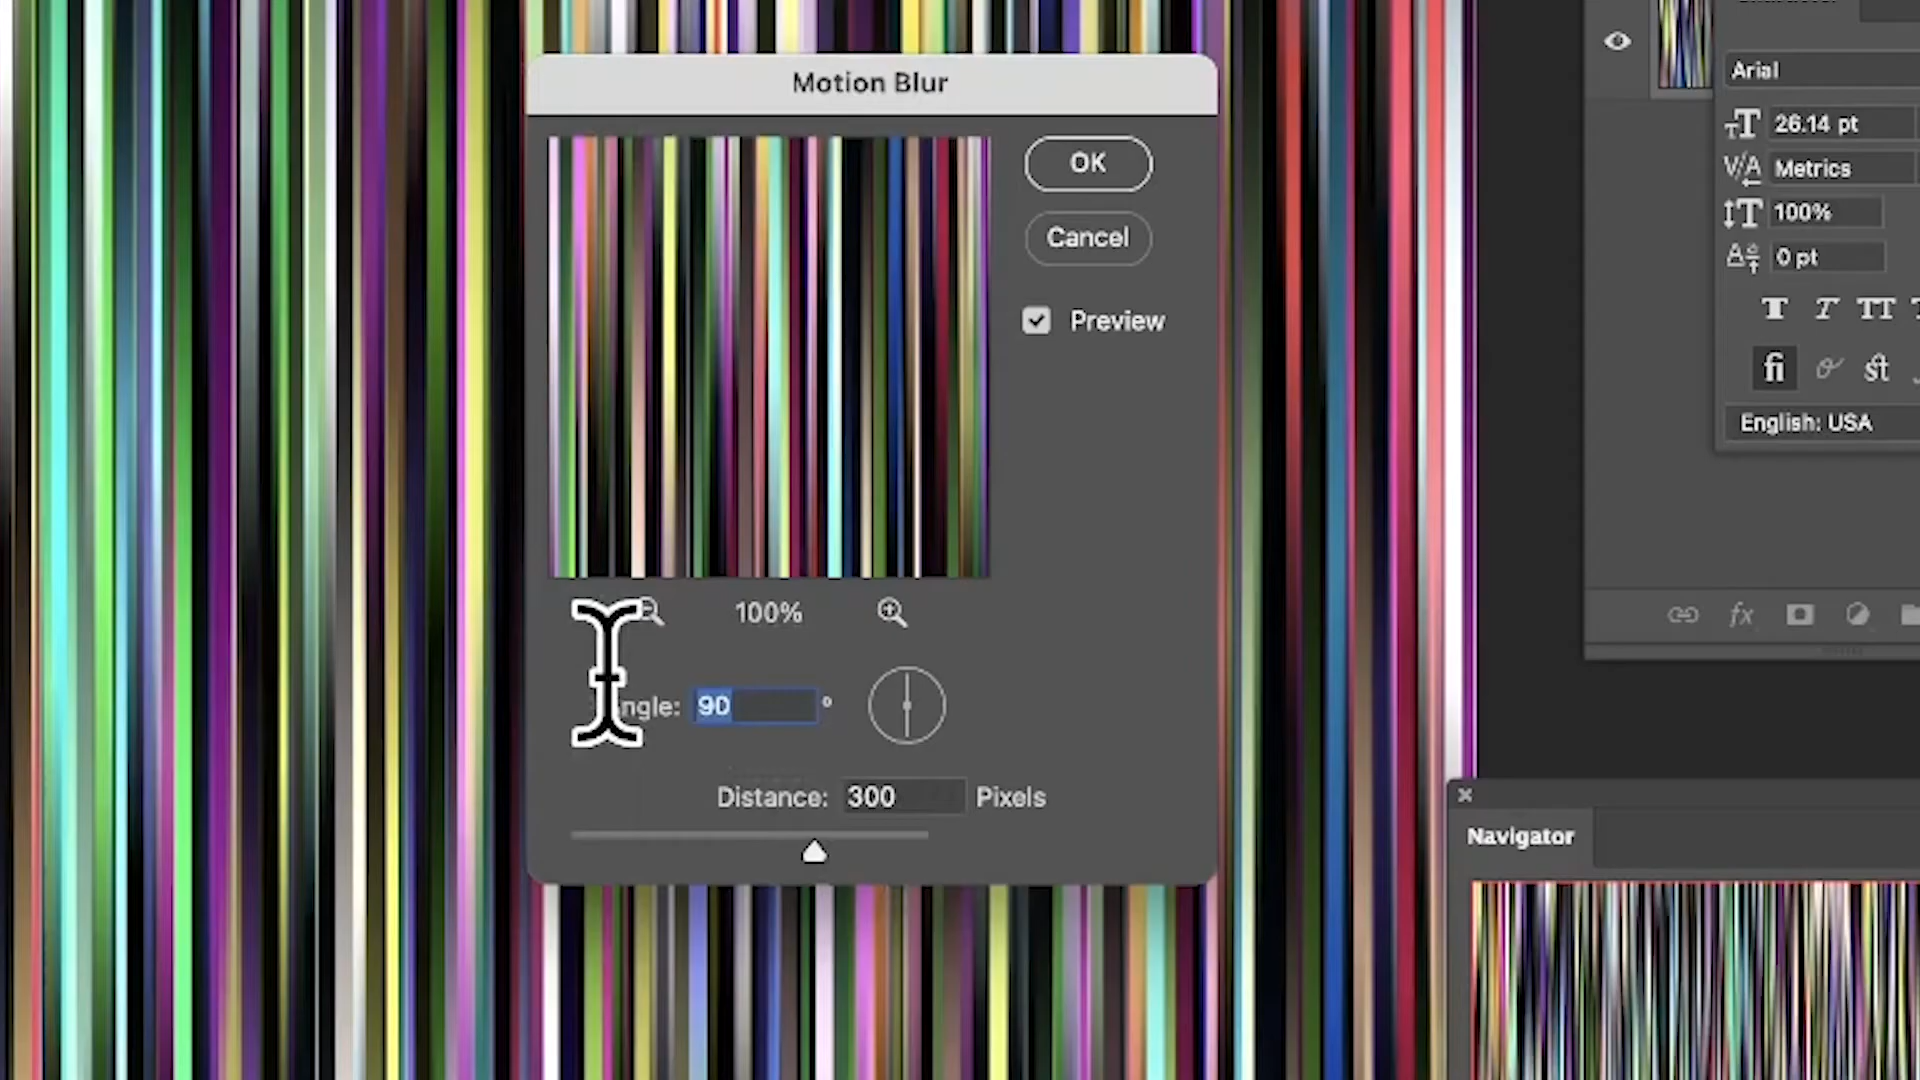 Motion Blur
OK
Cancel
Preview
100%
ngle: 90 °
Distance: 300 Pixels
Arial
26.14 pt
Metrics
100%
0 pt
English: USA
fx
Navigator